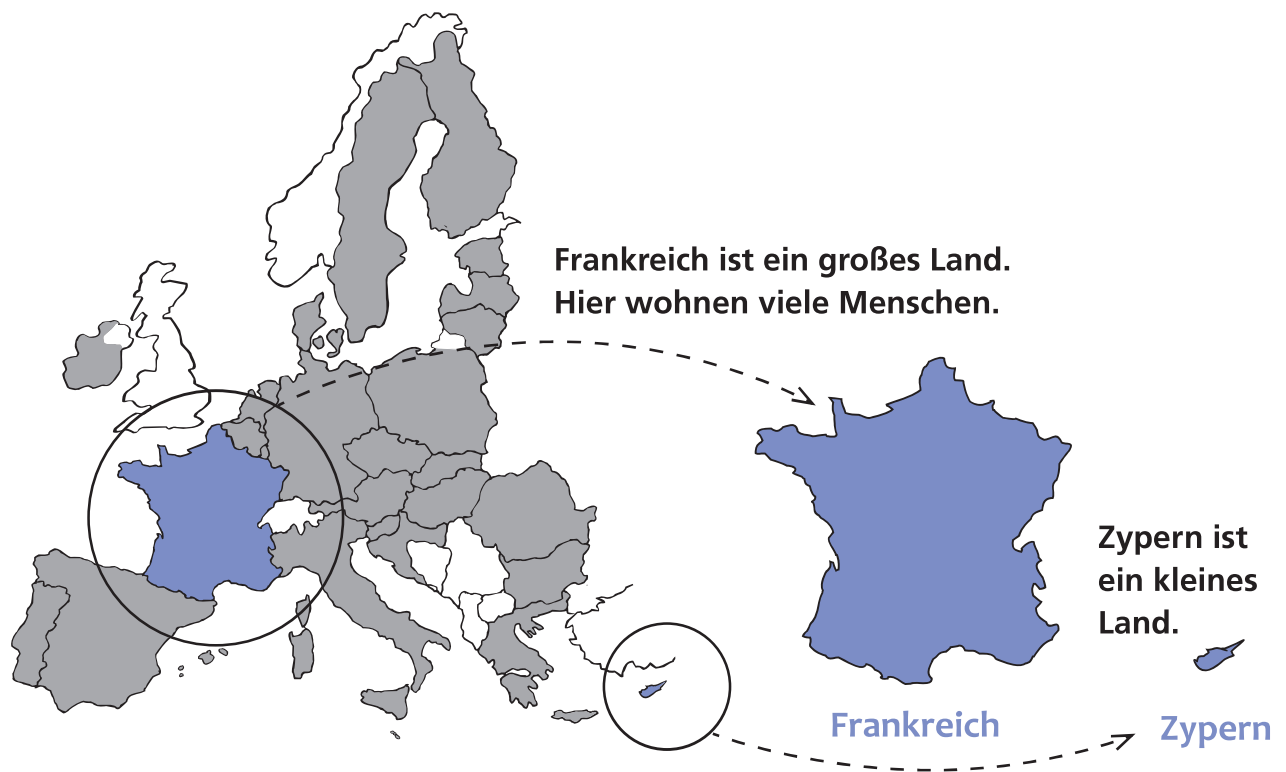 Frankreich ist ein großes Land.
Hier wohnen viele Menschen.
Zypern ist
ein kleines
Land.
Frankreich
Zypern